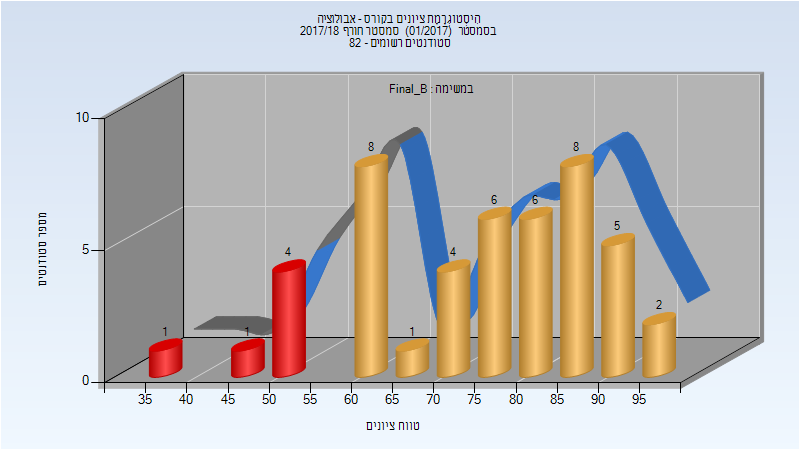 היסטוגרמת ציונים בקורס - אבולוציה
בסמסטר (01/2017) סמסטר חורף 2017/18
סטודנטים רשומים - 82
במשימה : Final_B
מספר סטודנטים
10
5
0
1
1
4
8
1
4
6
6
8
5
2
35 40 45 50 55 60 65 70 75 80 85 90 95
טווח ציונים